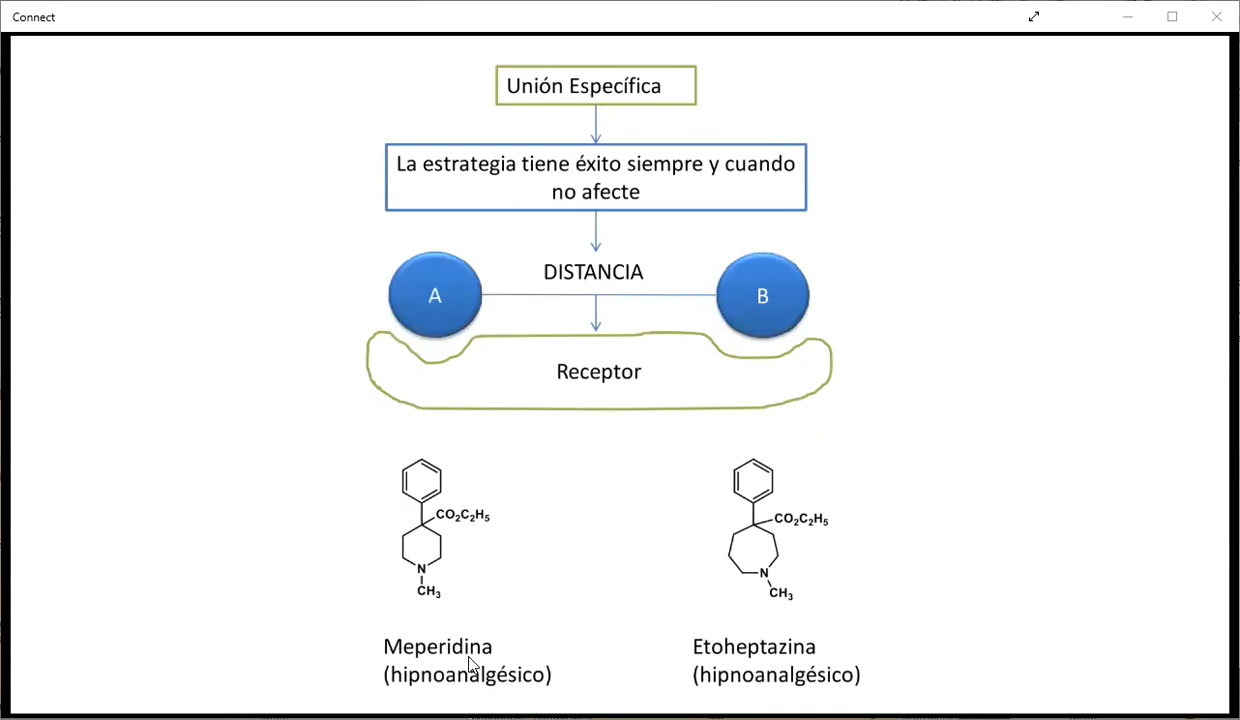 Connect
Unión Específica
La estrategia tiene éxito siempre y cuando
no afecte
DISTANCIA
A
B
Receptor
CO₂C₂H₅
N
CH₃
CO₂C₂H₅
N
CH₃
Meperidina
(hipnoanalgésico)
Etoheptazina
(hipnoanalgésico)